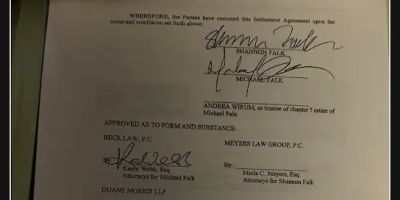 WHEREFORE, the Parties have executed this Settlement Agreement upon the
terms and conditions set forth above.
SHANNON FALK
MICHAEL FALK
ANDREA WIRUM, as trustee of chapter 7 estate of
Michael Falk
APPROVED AS TO FORM AND SUBSTANCE:
BECK LAW, P.C. MEYERS LAW GROUP, P.C.
By:
Karen Webb, Esq. Merle C. Meyers, Esq.
Attorneys for Michael Falk Attorneys for Shannon Falk
DUANE MORRIS LLP